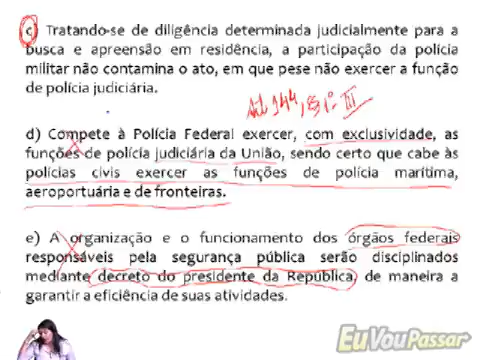 c) Tratando-se de diligência determinada judicialmente para a
busca e apreensão em residência, a participação da polícia
militar não contamina o ato, em que pese não exercer a função
de polícia judiciária.
Art 144, § 1º III
d) Compete à Polícia Federal exercer, com exclusividade, as
funções de polícia judiciária da União, sendo certo que cabe às
polícias civis exercer as funções de polícia marítima,
aeroportuária e de fronteiras.
e) A organização e o funcionamento dos órgãos federais
responsáveis pela segurança pública serão disciplinados
mediante decreto do presidente da República, de maneira a
garantir a eficiência de suas atividades.
EuVouPassar